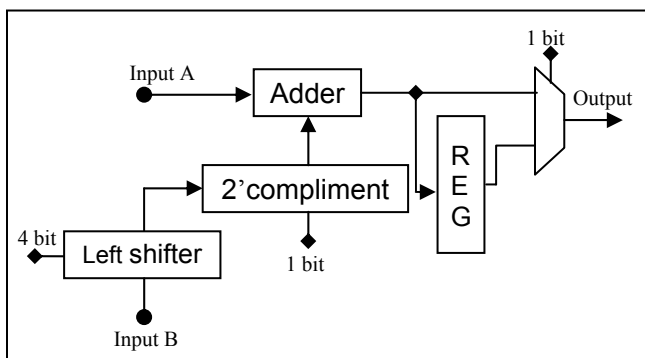 1 bit
Input A
Adder
Output
R
E
G
2’compliment
4 bit
Left shifter
1 bit
Input B